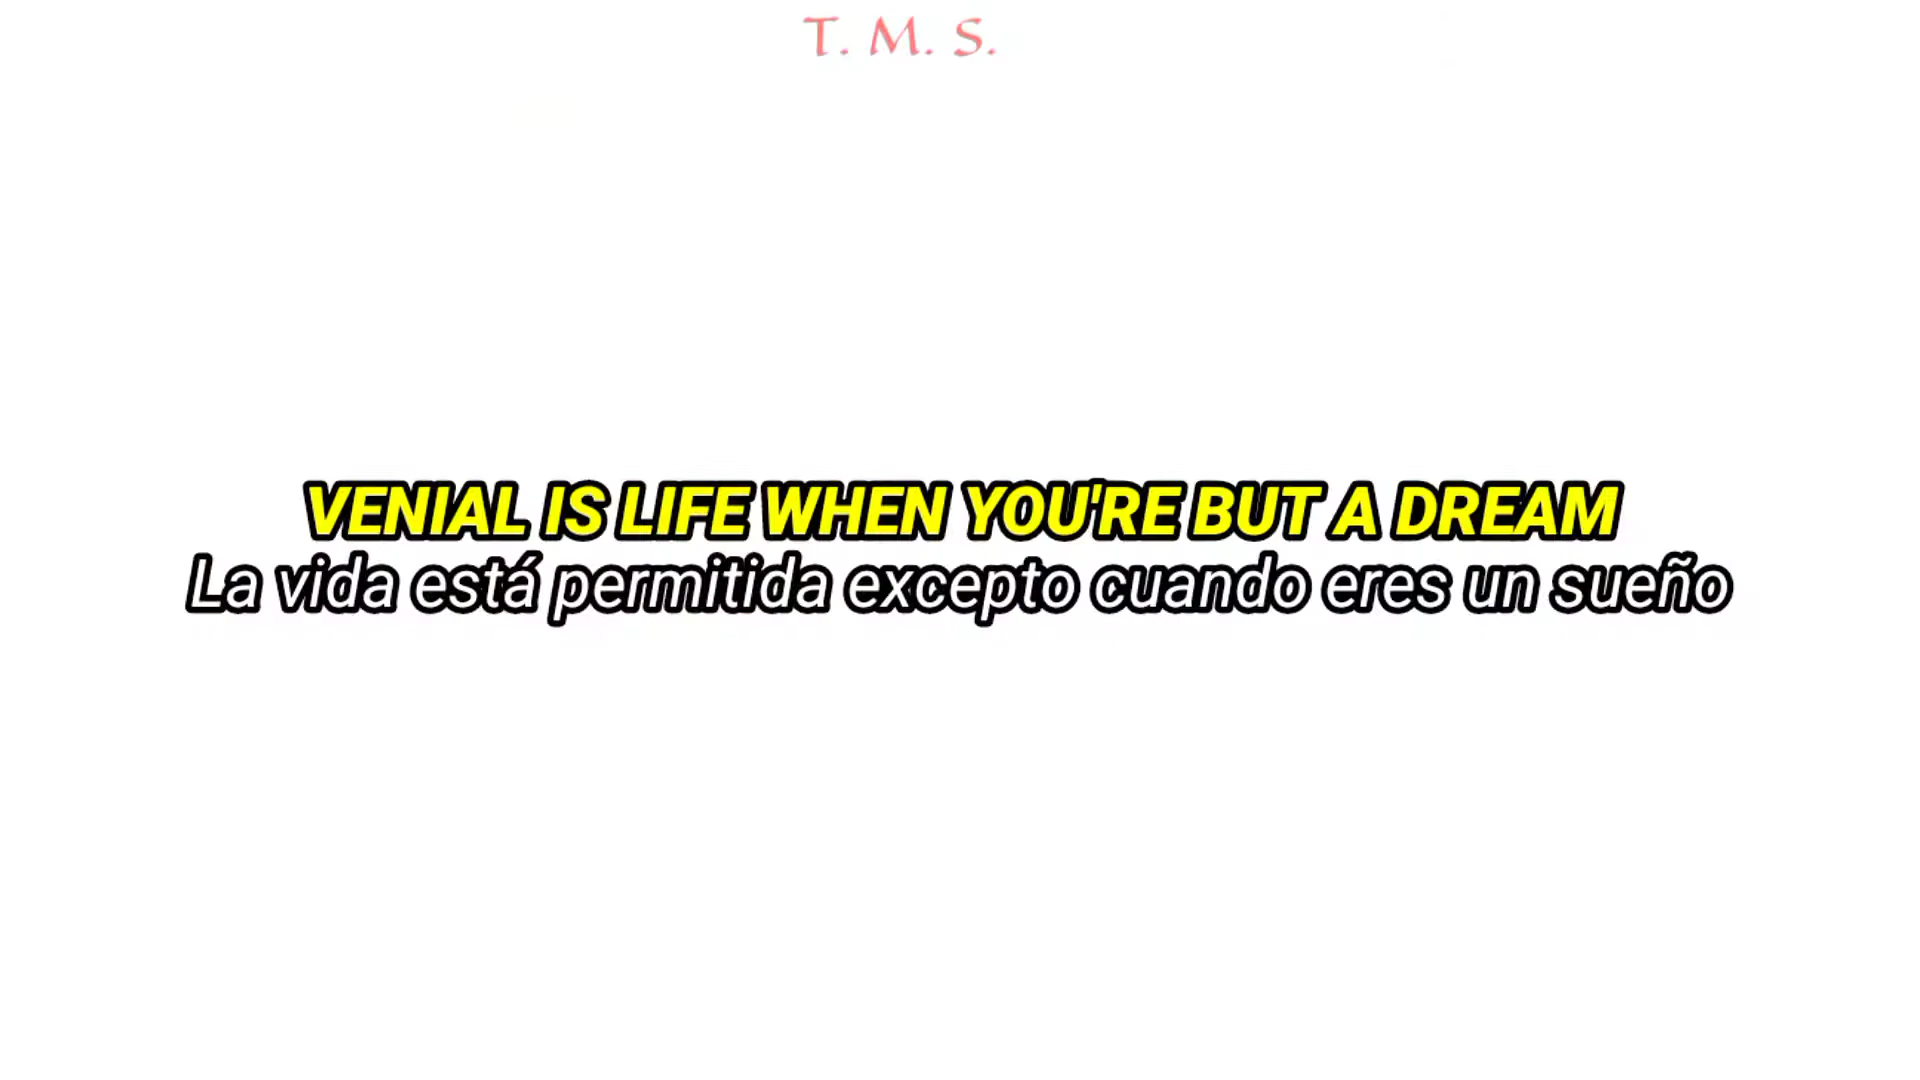 T. M. S.
VENIAL IS LIFE WHEN YOU'RE BUT A DREAM
La vida está permitida excepto cuando eres un sueño